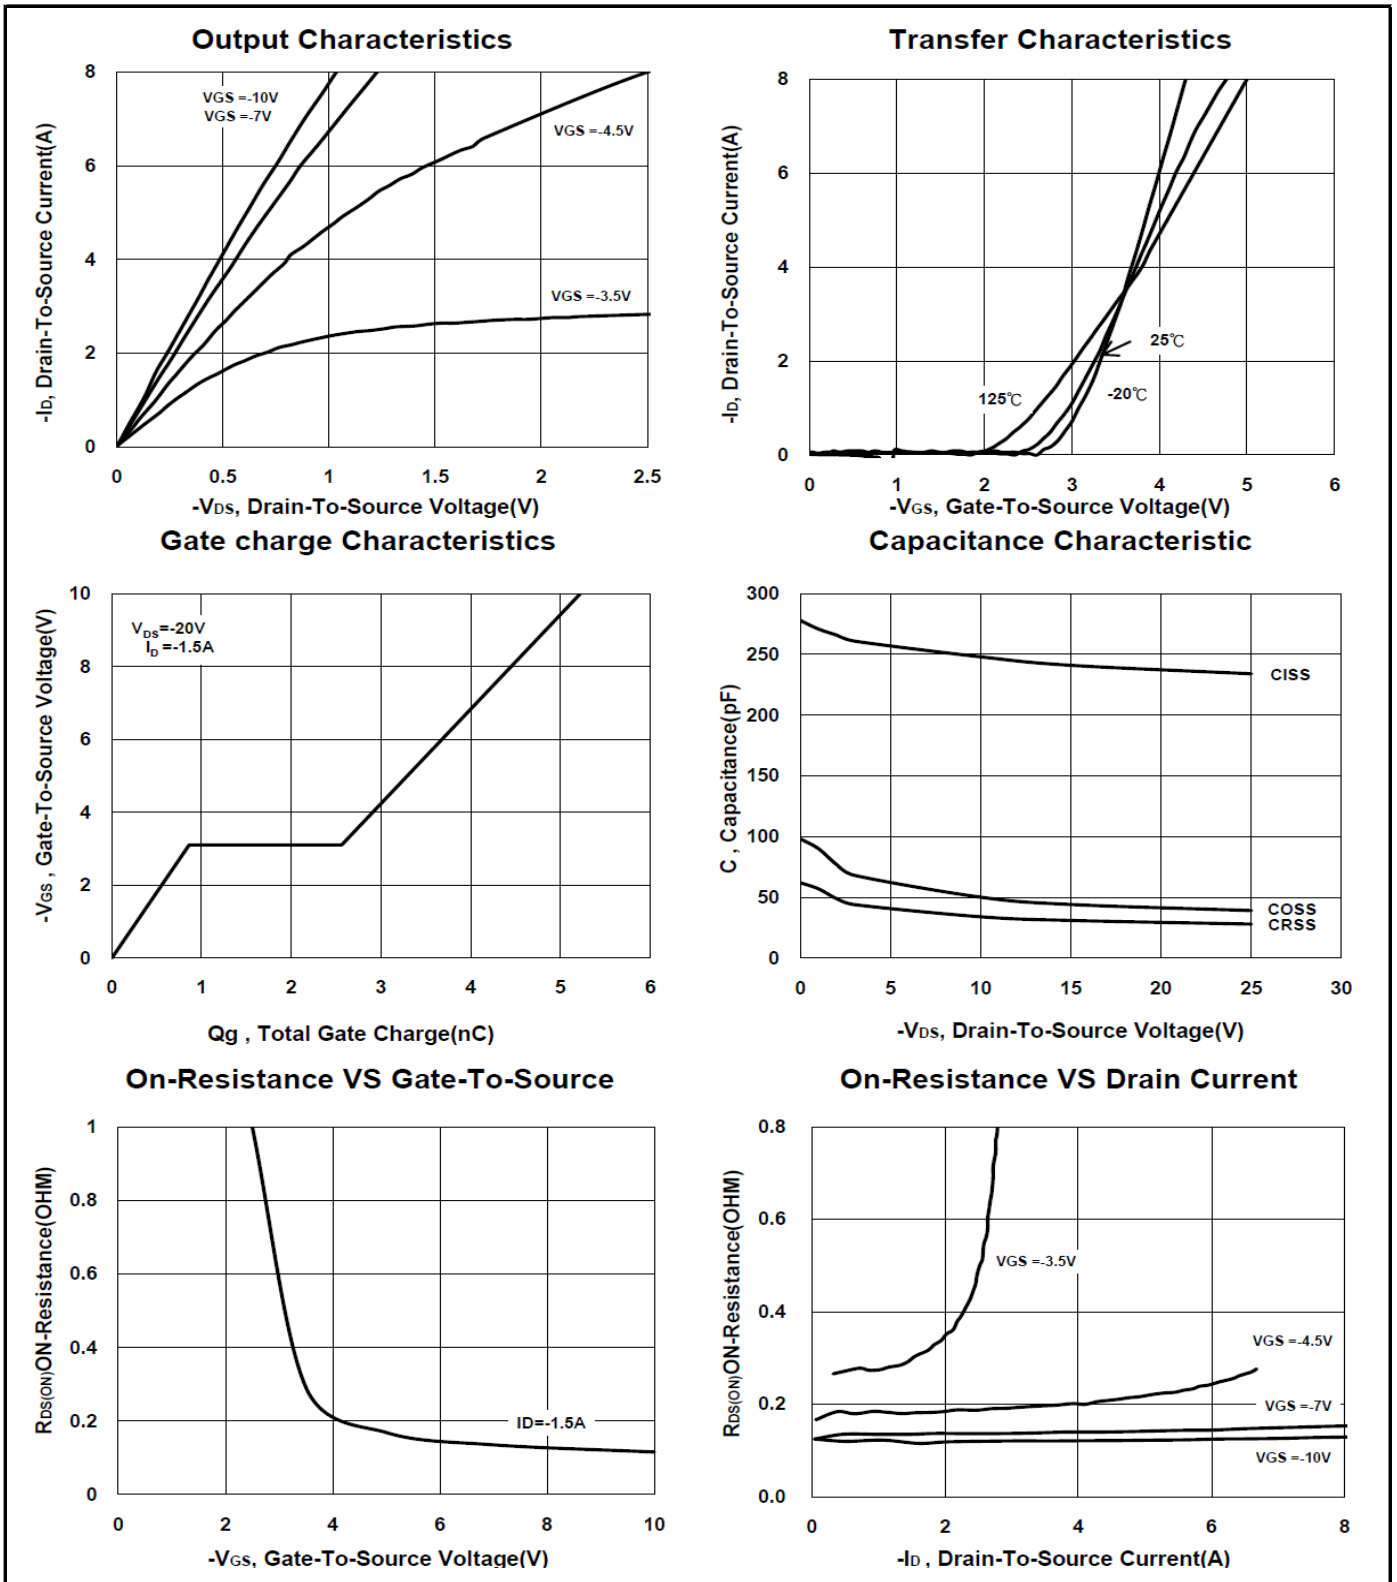 Output Characteristics
8
6
4
2
0
-ID, Drain-To-Source Current(A)
VGS =-10V
VGS =-7V
VGS =-4.5V
VGS =-3.5V
0 0.5 1 1.5 2 2.5
-VDS, Drain-To-Source Voltage(V)
Transfer Characteristics
8
6
4
2
0
-ID, Drain-To-Source Current(A)
25℃
125℃
-20℃
0 1 2 3 4 5 6
-VGS, Gate-To-Source Voltage(V)
Gate charge Characteristics
10
8
6
4
2
0
-VGS , Gate-To-Source Voltage(V)
VDS=-20V
ID =-1.5A
0 1 2 3 4 5 6
Qg , Total Gate Charge(nC)
Capacitance Characteristic
300
250
200
150
100
50
0
C , Capacitance(pF)
CISS
COSS
CRSS
0 5 10 15 20 25 30
-VDS, Drain-To-Source Voltage(V)
On-Resistance VS Gate-To-Source
1
0.8
0.6
0.4
0.2
0
RDS(ON)ON-Resistance(OHM)
ID=-1.5A
0 2 4 6 8 10
-VGS, Gate-To-Source Voltage(V)
On-Resistance VS Drain Current
0.8
0.6
0.4
0.2
0.0
RDS(ON)ON-Resistance(OHM)
VGS =-3.5V
VGS =-4.5V
VGS =-7V
VGS =-10V
0 2 4 6 8
-ID , Drain-To-Source Current(A)